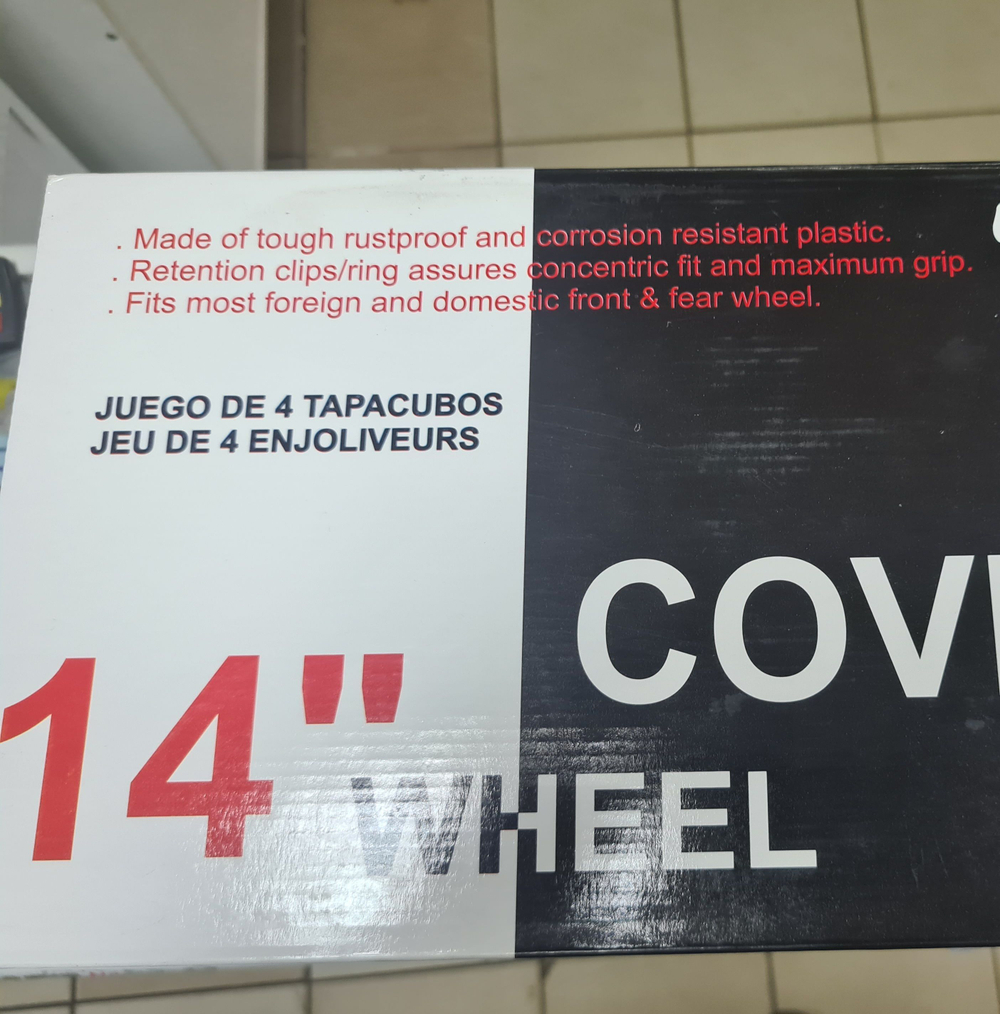 . Made of tough rustproof and corrosion resistant plastic.
. Retention clips/ring assures concentric fit and maximum grip.
. Fits most foreign and domestic front & fear wheel.
JUEGO DE 4 TAPACUBOS
JEU DE 4 ENJOLIVEURS
COV
14"
WHEEL